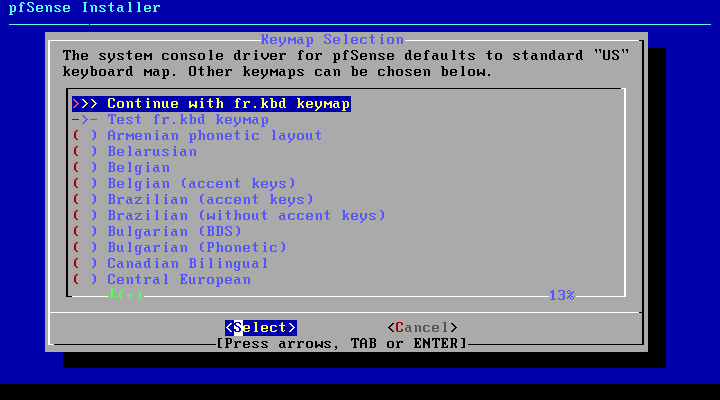 pfSense Installer
Keymap Selection
The system console driver for pfSense defaults to standard "US"
keyboard map. Other keymaps can be chosen below.
>>> Continue with fr.kbd keymap
->- Test fr.kbd keymap
( ) Armenian phonetic layout
( ) Belarusian
( ) Belgian
( ) Belgian (accent keys)
( ) Brazilian (accent keys)
( ) Brazilian (without accent keys)
( ) Bulgarian (BDS)
( ) Bulgarian (Phonetic)
( ) Canadian Bilingual
( ) Central European
┴(+) 13%
<Select> <Cancel>
[Press arrows, TAB or ENTER]